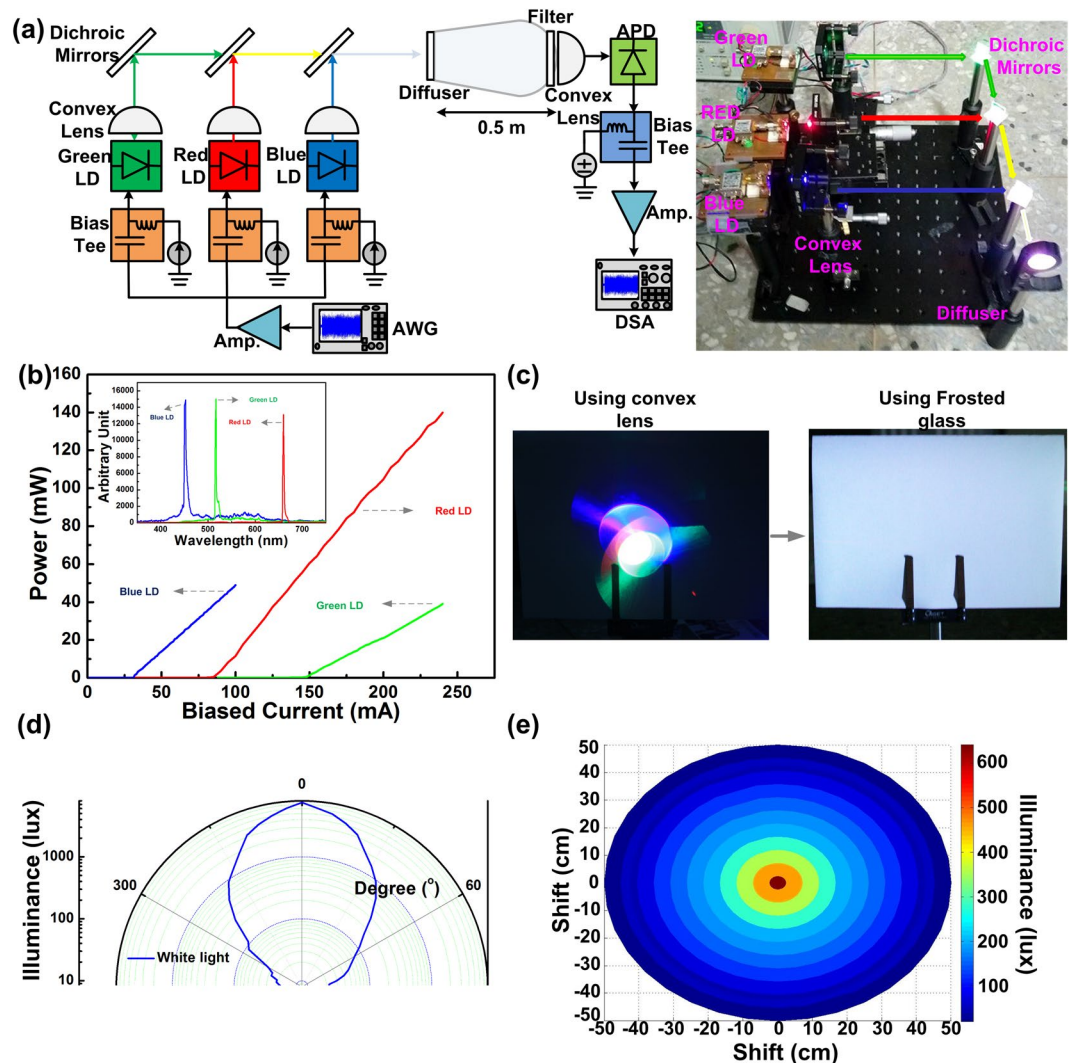 (a)
Dichroic
Mirrors
Convex
Lens
Green
LD
Red
LD
Blue
LD
Bias
Tee
Amp.
AWG
Diffuser
0.5 m
Filter
Convex
Lens
APD
Bias
Tee
Amp.
DSA
Green
LD
RED
LD
Blue
LD
Convex
Lens
Dichroic
Mirrors
Diffuser
(b)
Power (mW)
160
140
120
100
80
60
40
20
0
0 50 75 100 150 200 250
Biased Current (mA)
Blue LD
Red LD
Green LD
Arbitrary Unit
16000
14000
12000
10000
8000
6000
4000
2000
0
400 500 600 700
Wavelength (nm)
Blue LD
Green LD
Red LD
(c)
Using convex
lens
Using Frosted
glass
(d)
Illuminance (lux)
1000
100
10
0
300
60
Degree (°)
White light
(e)
Shift (cm)
50
40
30
20
10
0
-10
-20
-30
-40
-50
-50 -40 -30 -20 -10 0 10 20 30 40 50
Shift (cm)
600
500
400
300
200
100
Illuminance (lux)